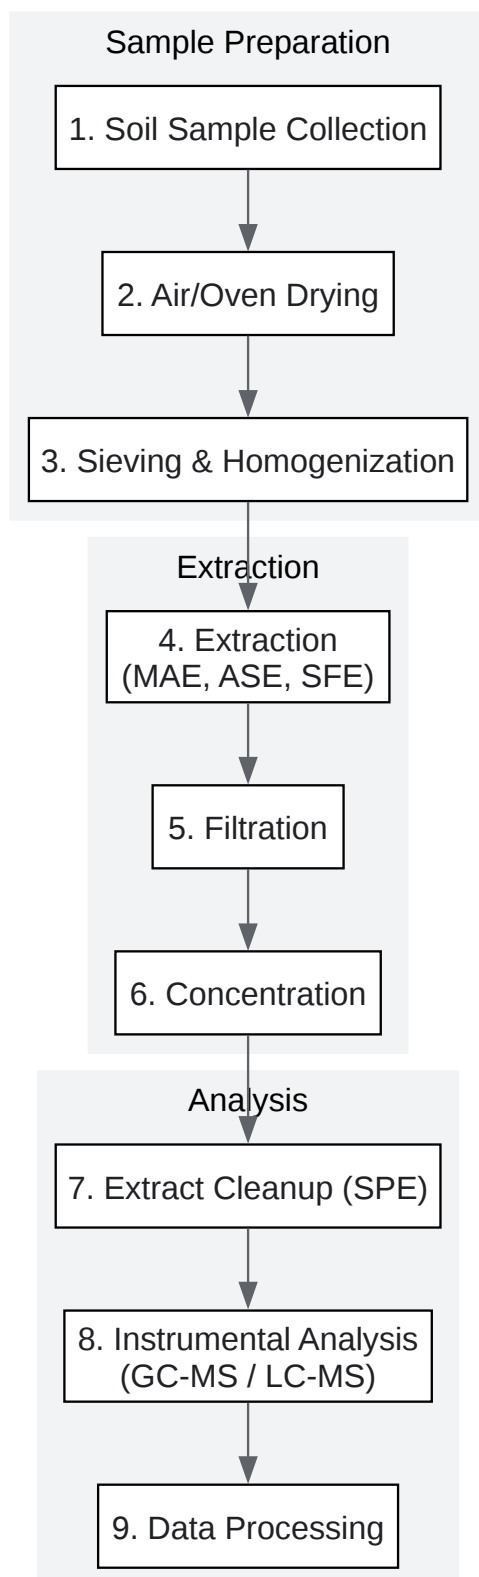 Sample Preparation
1. Soil Sample Collection
2. Air/Oven Drying
3. Sieving & Homogenization
Extraction
4. Extraction
(MAE, ASE, SFE)
5. Filtration
6. Concentration
Analysis
7. Extract Cleanup (SPE)
8. Instrumental Analysis
(GC-MS / LC-MS)
9. Data Processing